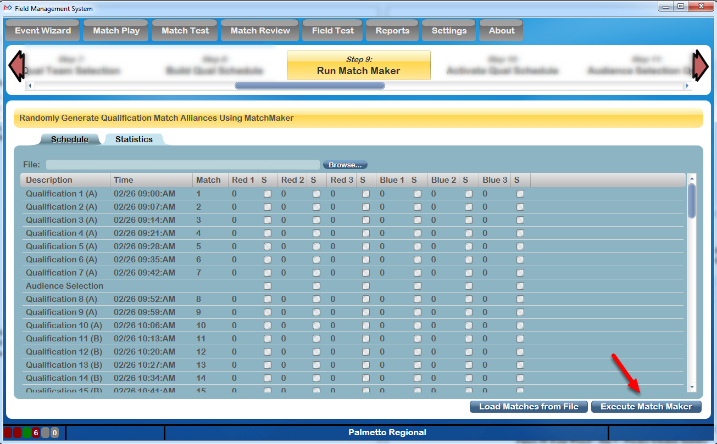 Field Management System
Event Wizard Match Play Match Test Match Review Field Test Reports Settings About
Step 9:
Qual Team Selection Build Qual Schedule Run Match Maker Activate Qual Schedule Audience Selection
Randomly Generate Qualification Match Alliances Using MatchMaker
Schedule Statistics
File: Browse...
Description Time Match Red 1 S Red 2 S Red 3 S Blue 1 S Blue 2 S Blue 3 S
Qualification 1 (A) 02/26 09:00:AM 1 0 0 0 0 0 0
Qualification 2 (A) 02/26 09:07:AM 2 0 0 0 0 0 0
Qualification 3 (A) 02/26 09:14:AM 3 0 0 0 0 0 0
Qualification 4 (A) 02/26 09:21:AM 4 0 0 0 0 0 0
Qualification 5 (A) 02/26 09:28:AM 5 0 0 0 0 0 0
Qualification 6 (A) 02/26 09:35:AM 6 0 0 0 0 0 0
Qualification 7 (A) 02/26 09:42:AM 7 0 0 0 0 0 0
Audience Selection
Qualification 8 (A) 02/26 09:52:AM 8 0 0 0 0 0 0
Qualification 9 (A) 02/26 09:59:AM 9 0 0 0 0 0 0
Qualification 10 (A) 02/26 10:06:AM 10 0 0 0 0 0 0
Qualification 11 (B) 02/26 10:13:AM 11 0 0 0 0 0 0
Qualification 12 (B) 02/26 10:20:AM 12 0 0 0 0 0 0
Qualification 13 (B) 02/26 10:27:AM 13 0 0 0 0 0 0
Qualification 14 (B) 02/26 10:34:AM 14 0 0 0 0 0 0
Qualification 15 (B) 02/26 10:41:AM 15 0 0 0 0 0 0
Load Matches from File Execute Match Maker
6 0 Palmetto Regional